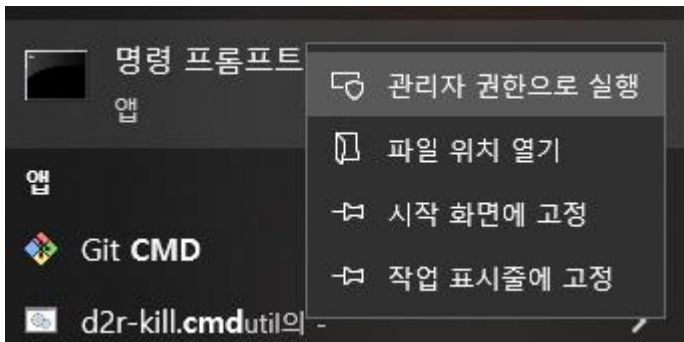 명령 프롬프트
앱
관리자 권한으로 실행
파일 위치 열기
시작 화면에 고정
작업 표시줄에 고정
앱
Git CMD
d2r-kill.cmdutil의 -